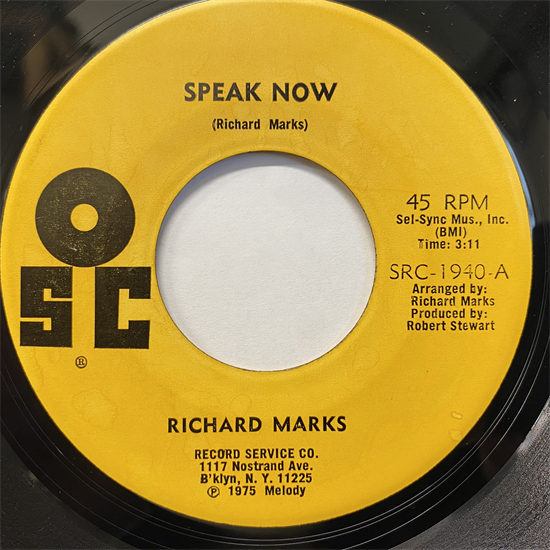 SPEAK NOW
(Richard Marks)
O
SC
®
45 RPM
Sel-Sync Mus., Inc.
(BMI)
Time: 3:11
SRC-1940-A
Arranged by:
Richard Marks
Produced by:
Robert Stewart
RICHARD MARKS
RECORD SERVICE CO.
1117 Nostrand Ave.
B'klyn, N. Y. 11225
℗ 1975 Melody